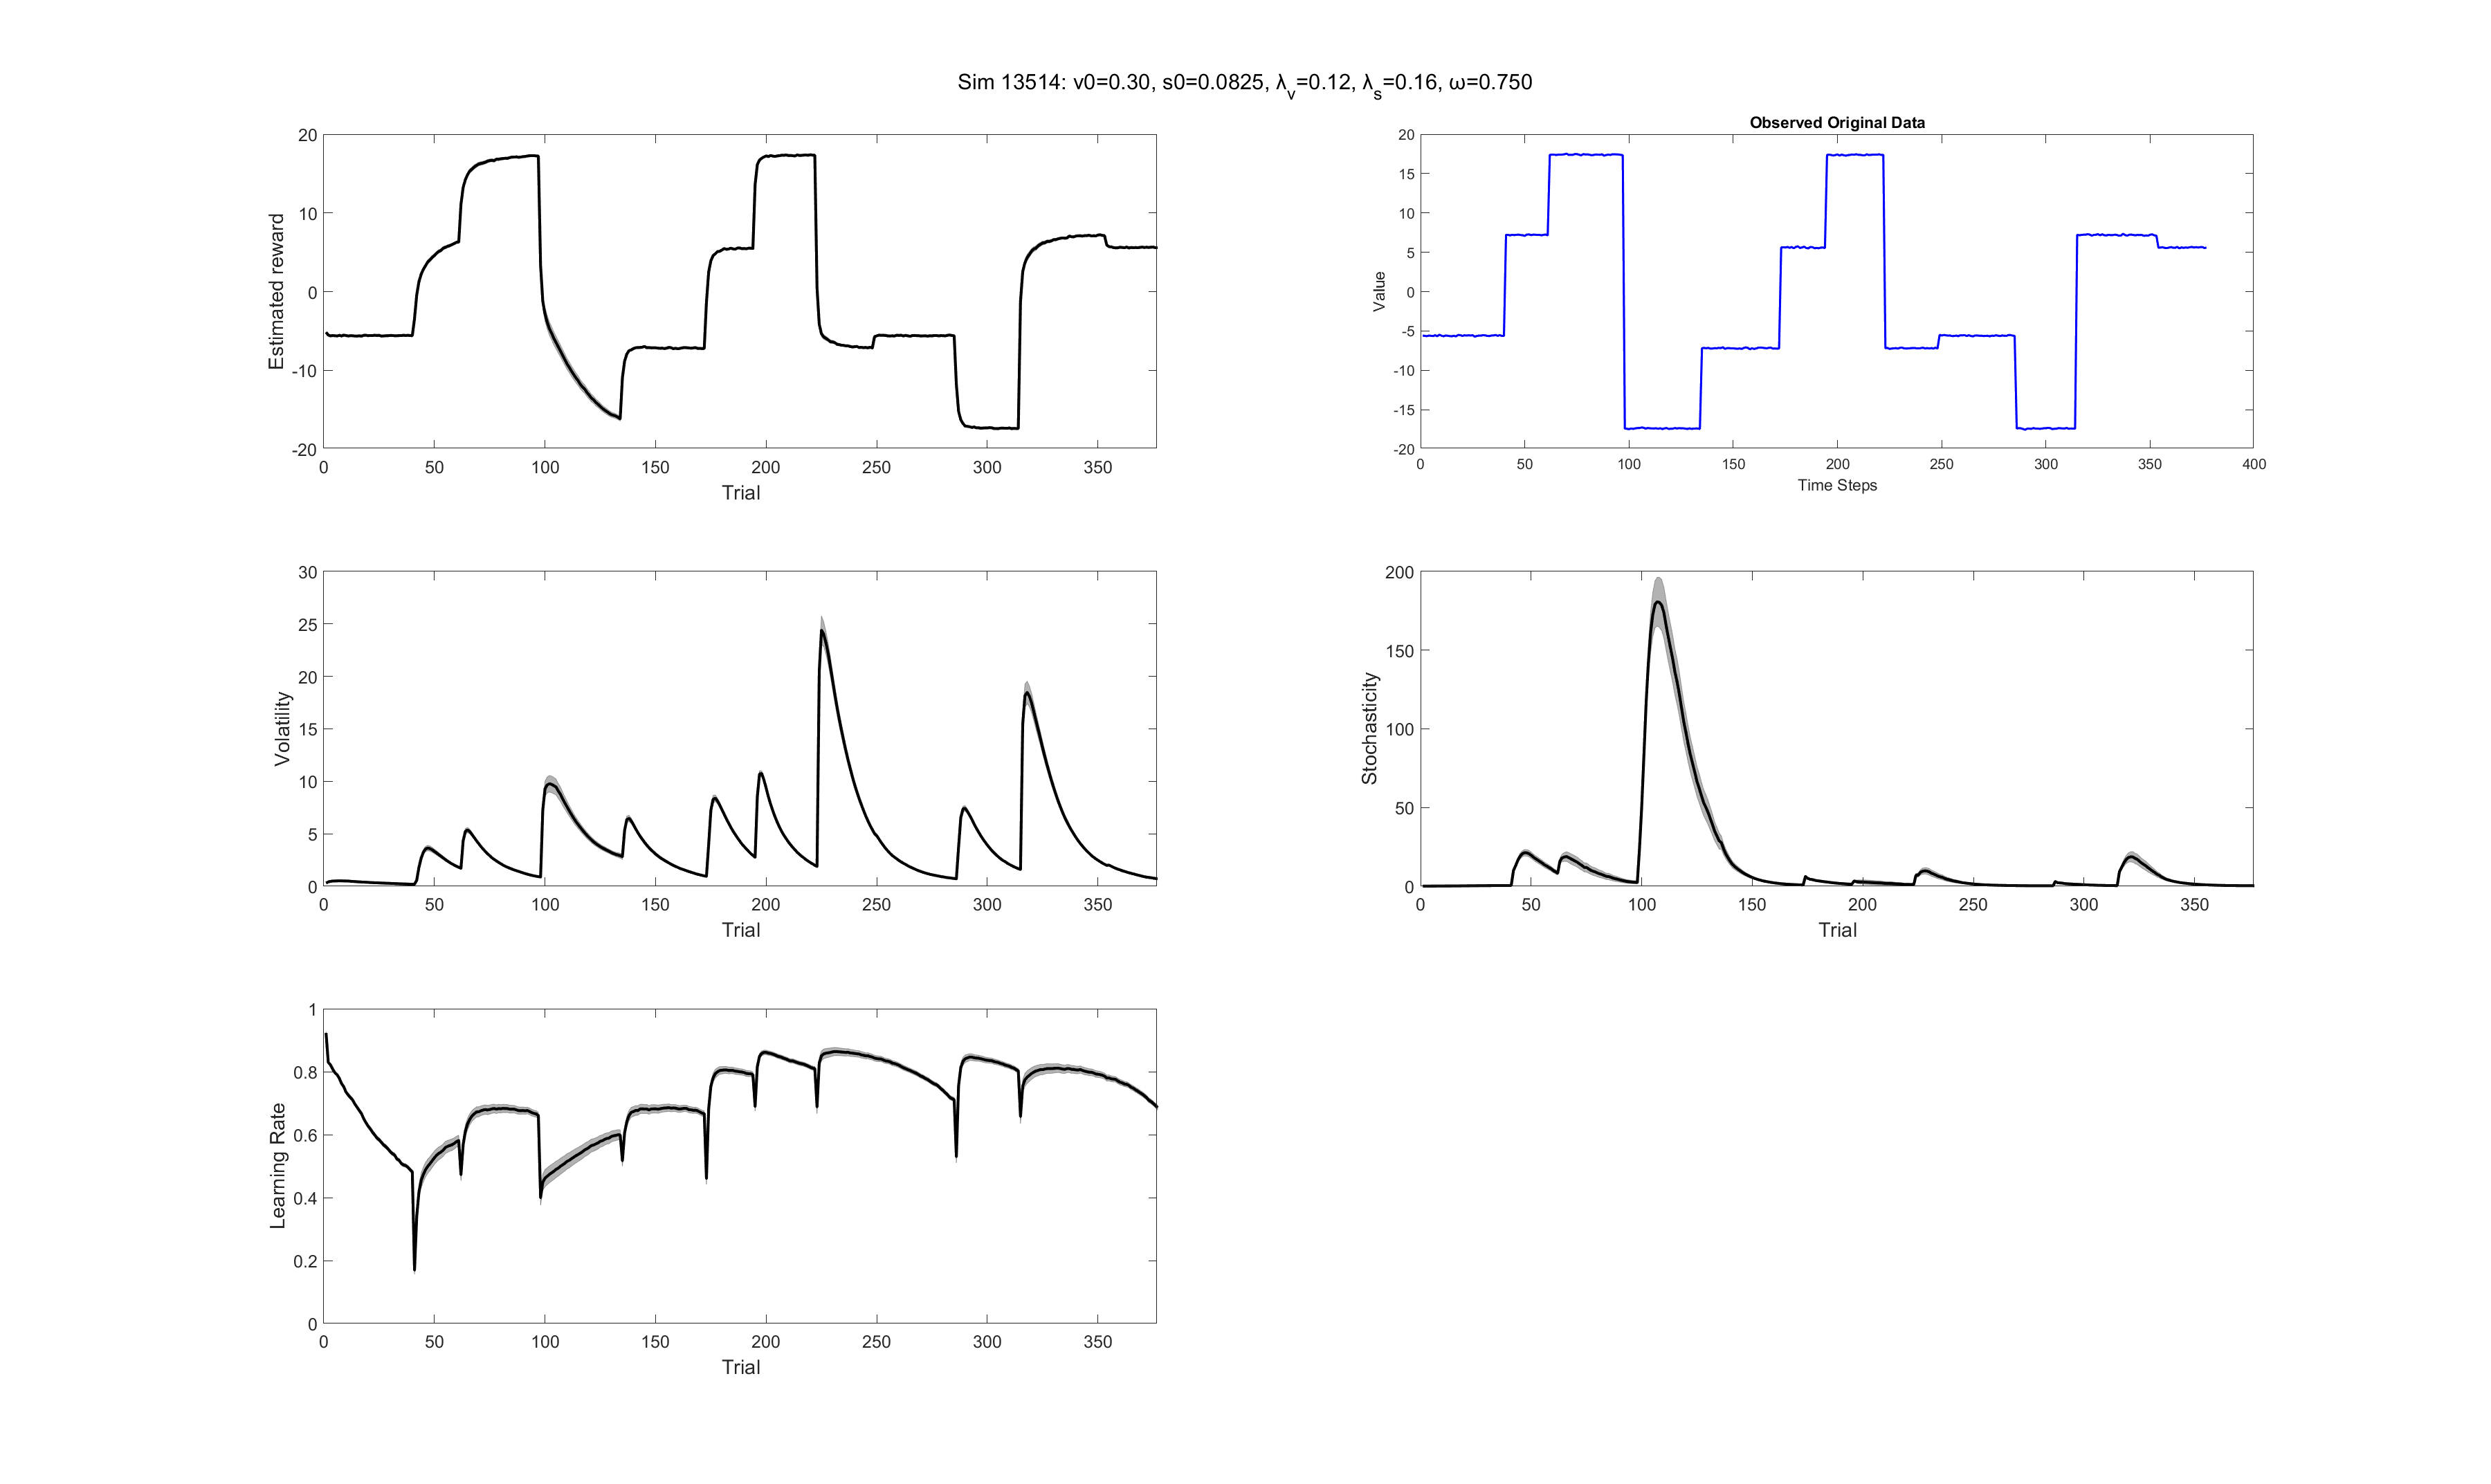 Sim 13514: v0=0.30, s0=0.0825, λv=0.12, λs=0.16, ω=0.750
Estimated reward
20
10
0
-10
-20
0 50 100 150 200 250 300 350
Trial
Observed Original Data
Value
20
15
10
5
0
-5
-10
-15
-20
0 50 100 150 200 250 300 350 400
Time Steps
Volatility
30
25
20
15
10
5
0
0 50 100 150 200 250 300 350
Trial
Stochasticity
200
150
100
50
0
0 50 100 150 200 250 300 350
Trial
Learning Rate
1
0.8
0.6
0.4
0.2
0
0 50 100 150 200 250 300 350
Trial